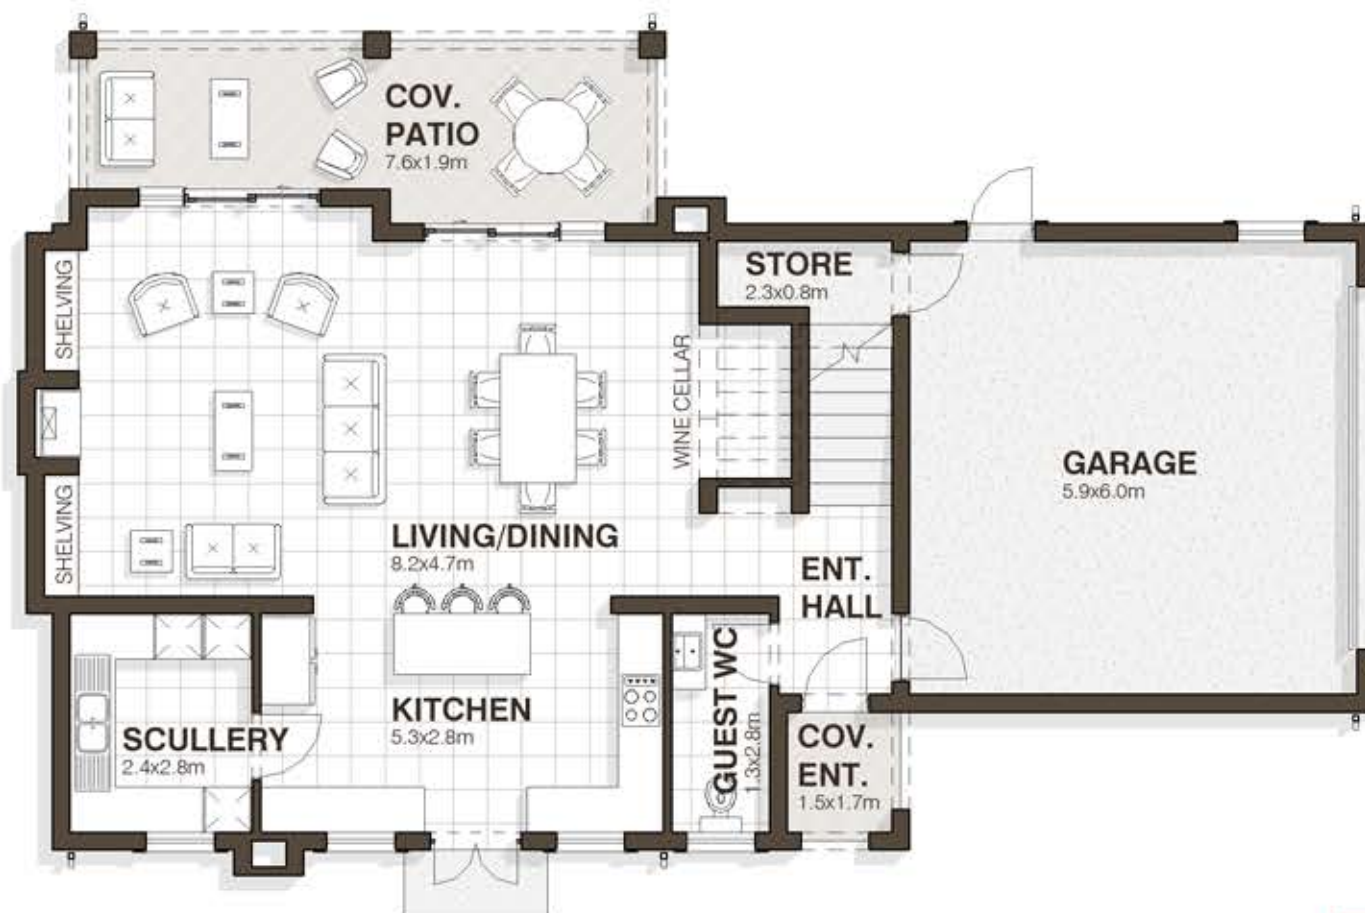 COV.
PATIO
7.6x1.9m
STORE
2.3x0.8m
SHELVING
WINE CELLAR
GARAGE
5.9x6.0m
SHELVING
LIVING/DINING
8.2x4.7m
ENT.
HALL
KITCHEN
5.3x2.8m
SCULLERY
2.4x2.8m
GUEST WC
1.3x2.8m
COV.
ENT.
1.5x1.7m